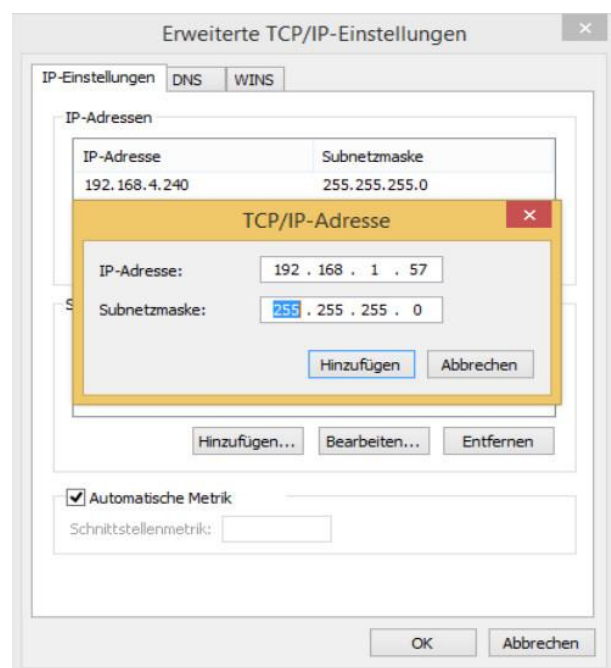 Erweiterte TCP/IP-Einstellungen
IP-Einstellungen DNS WINS
IP-Adressen
IP-Adresse Subnetzmaske
192.168.4.240 255.255.255.0
TCP/IP-Adresse
IP-Adresse: 192 . 168 . 1 . 57
S
Subnetzmaske: 255 . 255 . 255 . 0
Hinzufügen Abbrechen
Hinzufügen... Bearbeiten... Entfernen
Automatische Metrik
Schnittstellenmetrik:
OK Abbrechen